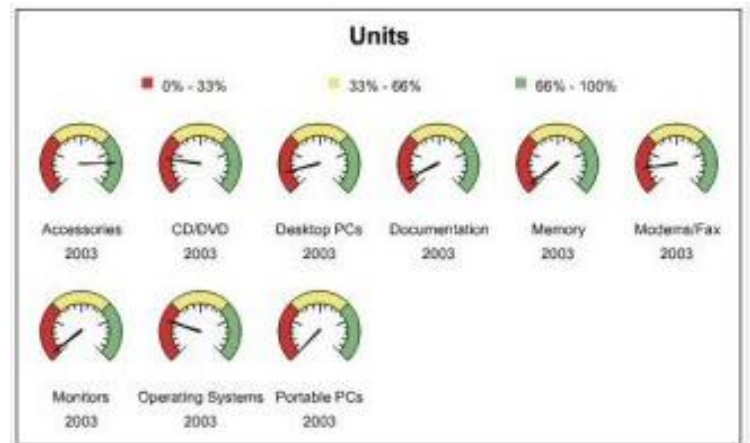 Units
0% - 33% 33% - 66% 66% - 100%
Accessories CD/DVD Desktop PCs Documentation Memory Modems/Fax
2003 2003 2003 2003 2003 2003
Monitors Operating Systems Portable PCs
2003 2003 2003